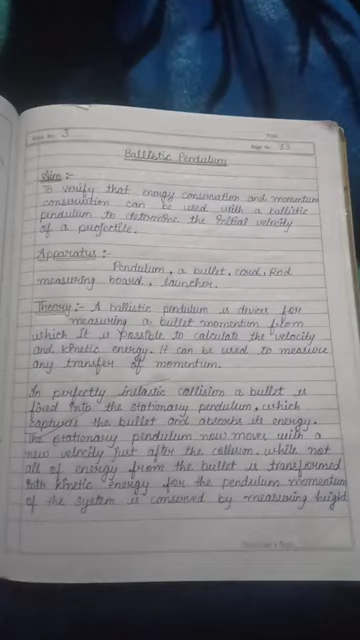 3
Page No. 53
Ballistic Pendulum
Aim :-
To verify that energy conservation and momentum
conservation can be used with a ballistic
pendulum to determine the initial velocity
of a projectile.
Apparatus :-
Pendulum, a bullet, cord, Rod
measuring board, launcher.
Theory :- A ballistic pendulum is devices for
measuring a bullet momentum from
which it is possible to calculate the velocity
and kinetic energy. It can be used to measure
any transfer of momentum.
In perfectly inelastic collision a bullet is
fired into the stationary pendulum, which
captures the bullet and absorbs its energy.
The stationary pendulum now moves with a
new velocity just after the collision. while not
all of energy from the bullet is transformed
into kinetic energy for the pendulum momentum
of the system is conserved by measuring height